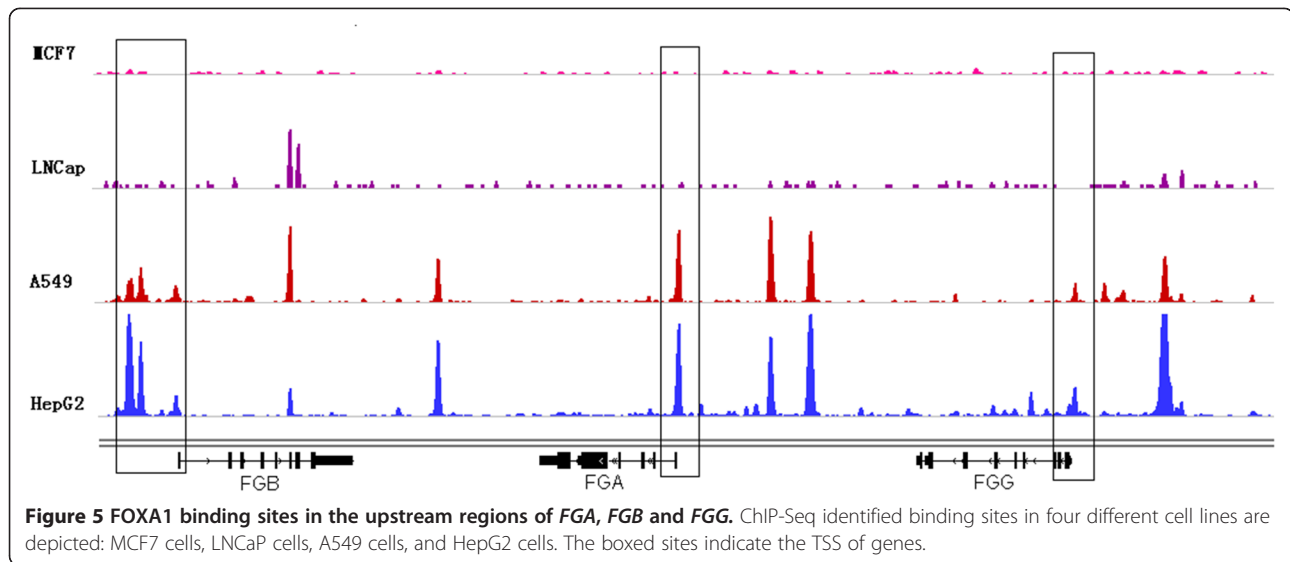 MCF7
LNCap
A549
HepG2
FGB
FGA
FGG
Figure 5 FOXA1 binding sites in the upstream regions of FGA, FGB and FGG. ChIP-Seq identified binding sites in four different cell lines are
depicted: MCF7 cells, LNCaP cells, A549 cells, and HepG2 cells. The boxed sites indicate the TSS of genes.